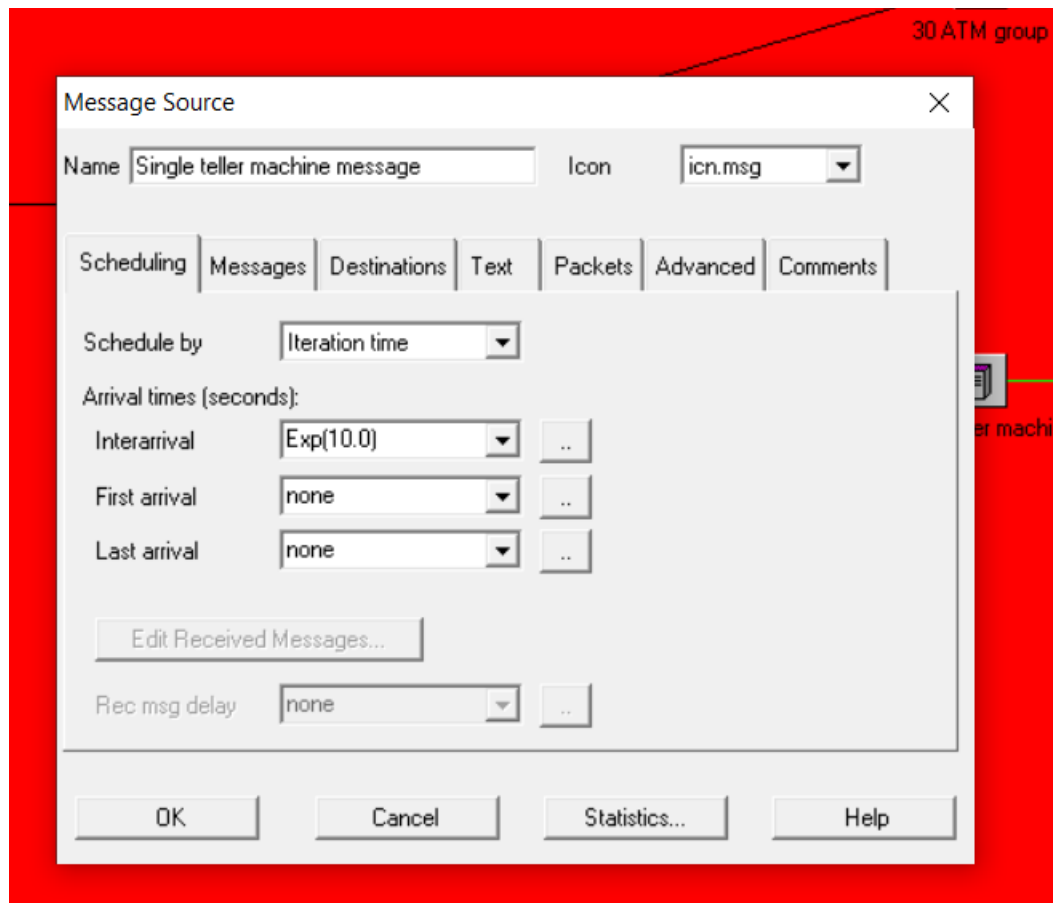 30 ATM group
Message Source
Name Single teller machine message Icon icn.msg
Scheduling Messages Destinations Text Packets Advanced Comments
Schedule by Iteration time
Arrival times (seconds):
Interarrival Exp(10.0) ..
First arrival none ..
Last arrival none ..
Edit Received Messages...
Rec msg delay none ..
OK Cancel Statistics... Help